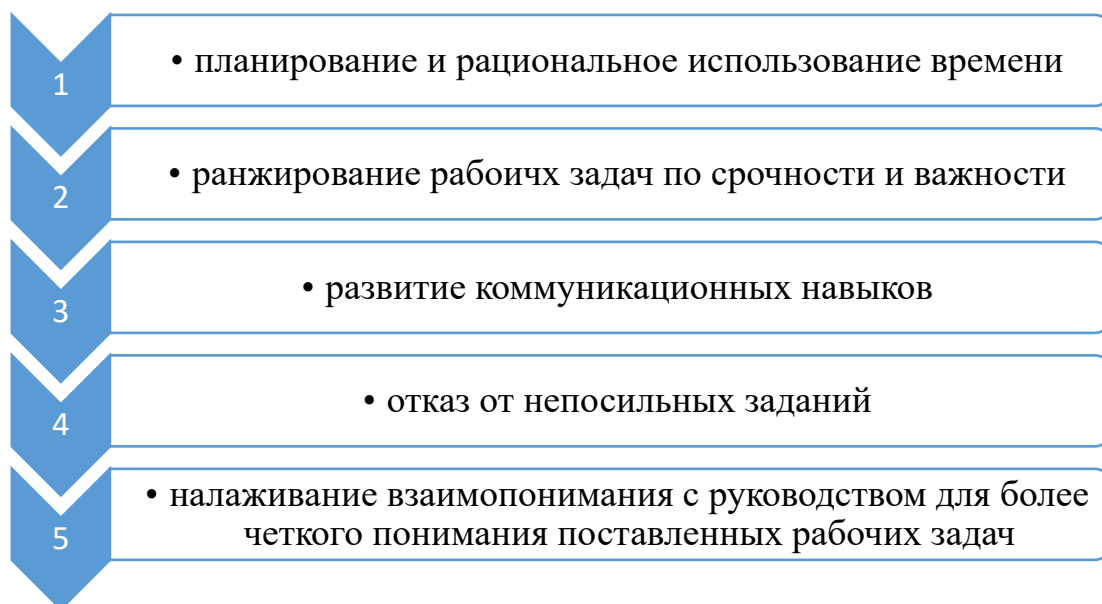 1
• планирование и рациональное использование времени
2
• ранжирование рабоичх задач по срочности и важности
3
• развитие коммуникационных навыков
4
• отказ от непосильных заданий
5
• налаживание взаимопонимания с руководством для более
четкого понимания поставленных рабочих задач